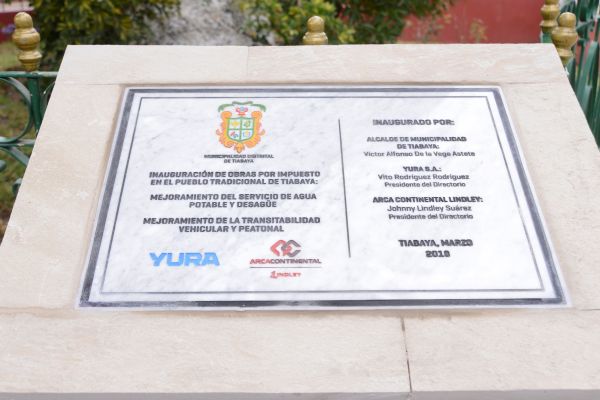 MUNICIPALIDAD DISTRITAL
DE TIABAYA
INAUGURACIÓN DE OBRAS POR IMPUESTO
EN EL PUEBLO TRADICIONAL DE TIABAYA:
MEJORAMIENTO DEL SERVICIO DE AGUA
POTABLE Y DESAGÜE
MEJORAMIENTO DE LA TRANSITABILIDAD
VEHICULAR Y PEATONAL
YURA
ARCACONTINENTAL
LINDLEY
INAUGURADO POR:
ALCALDE DE MUNICIPALIDAD
DE TIABAYA:
Victor Alfonso De la Vega Astete
YURA S.A.:
Vito Rodríguez Rodríguez
Presidente del Directorio
ARCA CONTINENTAL LINDLEY:
Johnny Lindley Suárez
Presidente del Directorio
TIABAYA, MARZO
2018